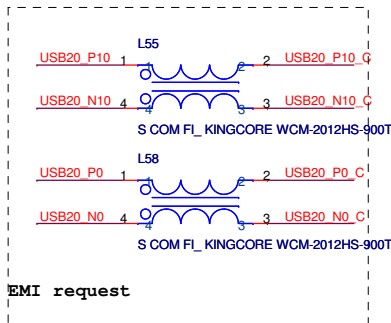 L55
USB20_P10 1 1 2 2 USB20_P10_C
USB20_N10 4 4 3 3 USB20_N10_C
S COM FI_ KINGCORE WCM-2012HS-900T
L58
USB20_P0 1 1 2 2 USB20_P0_C
USB20_N0 4 4 3 3 USB20_N0_C
S COM FI_ KINGCORE WCM-2012HS-900T
EMI request